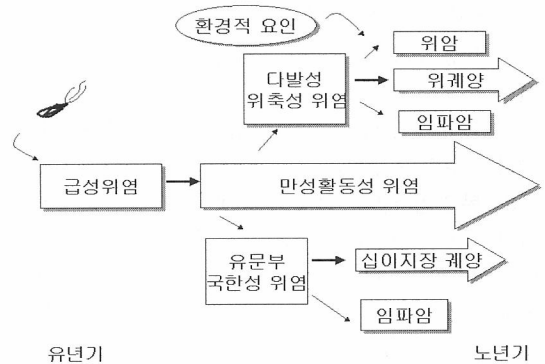 환경적 요인
위암
다발성
위축성 위염
위궤양
임파암
급성위염
만성활동성 위염
유문부
국한성 위염
십이지장 궤양
임파암
유년기
노년기